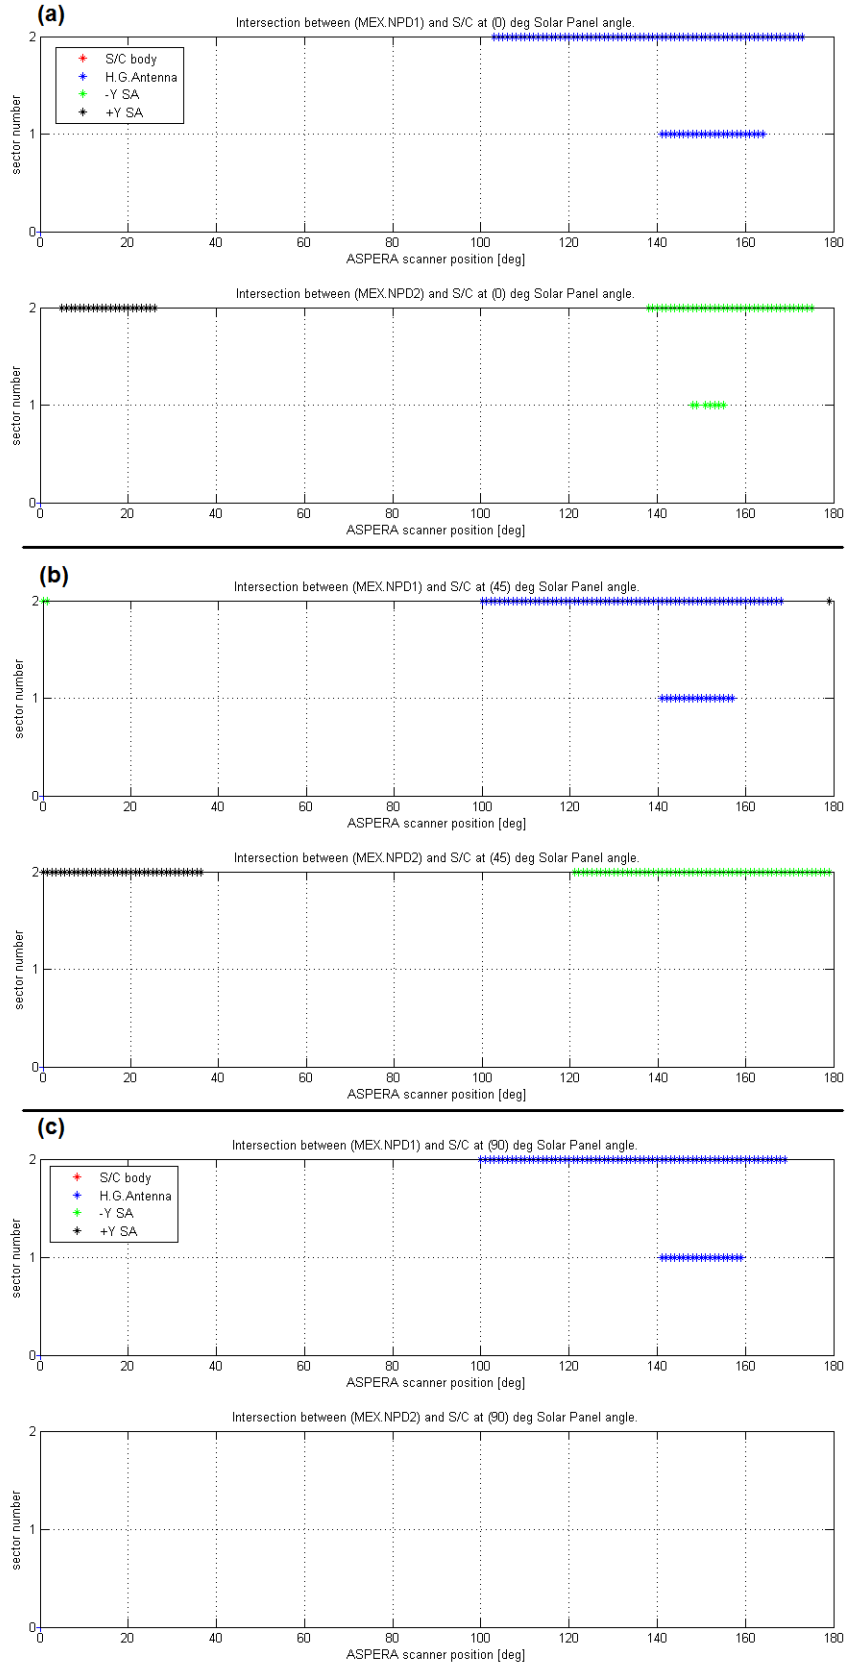 (a)
Intersection between (MEX.NPD1) and S/C at (0) deg Solar Panel angle.
2
1
0
sector number
S/C body
H.G.Antenna
-Y SA
+Y SA
0 20 40 60 80 100 120 140 160 180
ASPERA scanner position [deg]
Intersection between (MEX.NPD2) and S/C at (0) deg Solar Panel angle.
2
1
0
sector number
0 20 40 60 80 100 120 140 160 180
ASPERA scanner position [deg]
(b)
Intersection between (MEX.NPD1) and S/C at (45) deg Solar Panel angle.
2
1
0
sector number
0 20 40 60 80 100 120 140 160 180
ASPERA scanner position [deg]
Intersection between (MEX.NPD2) and S/C at (45) deg Solar Panel angle.
2
1
0
sector number
0 20 40 60 80 100 120 140 160 180
ASPERA scanner position [deg]
(c)
Intersection between (MEX.NPD1) and S/C at (90) deg Solar Panel angle.
2
1
0
sector number
S/C body
H.G.Antenna
-Y SA
+Y SA
0 20 40 60 80 100 120 140 160 180
ASPERA scanner position [deg]
Intersection between (MEX.NPD2) and S/C at (90) deg Solar Panel angle.
2
1
0
sector number
0 20 40 60 80 100 120 140 160 180
ASPERA scanner position [deg]